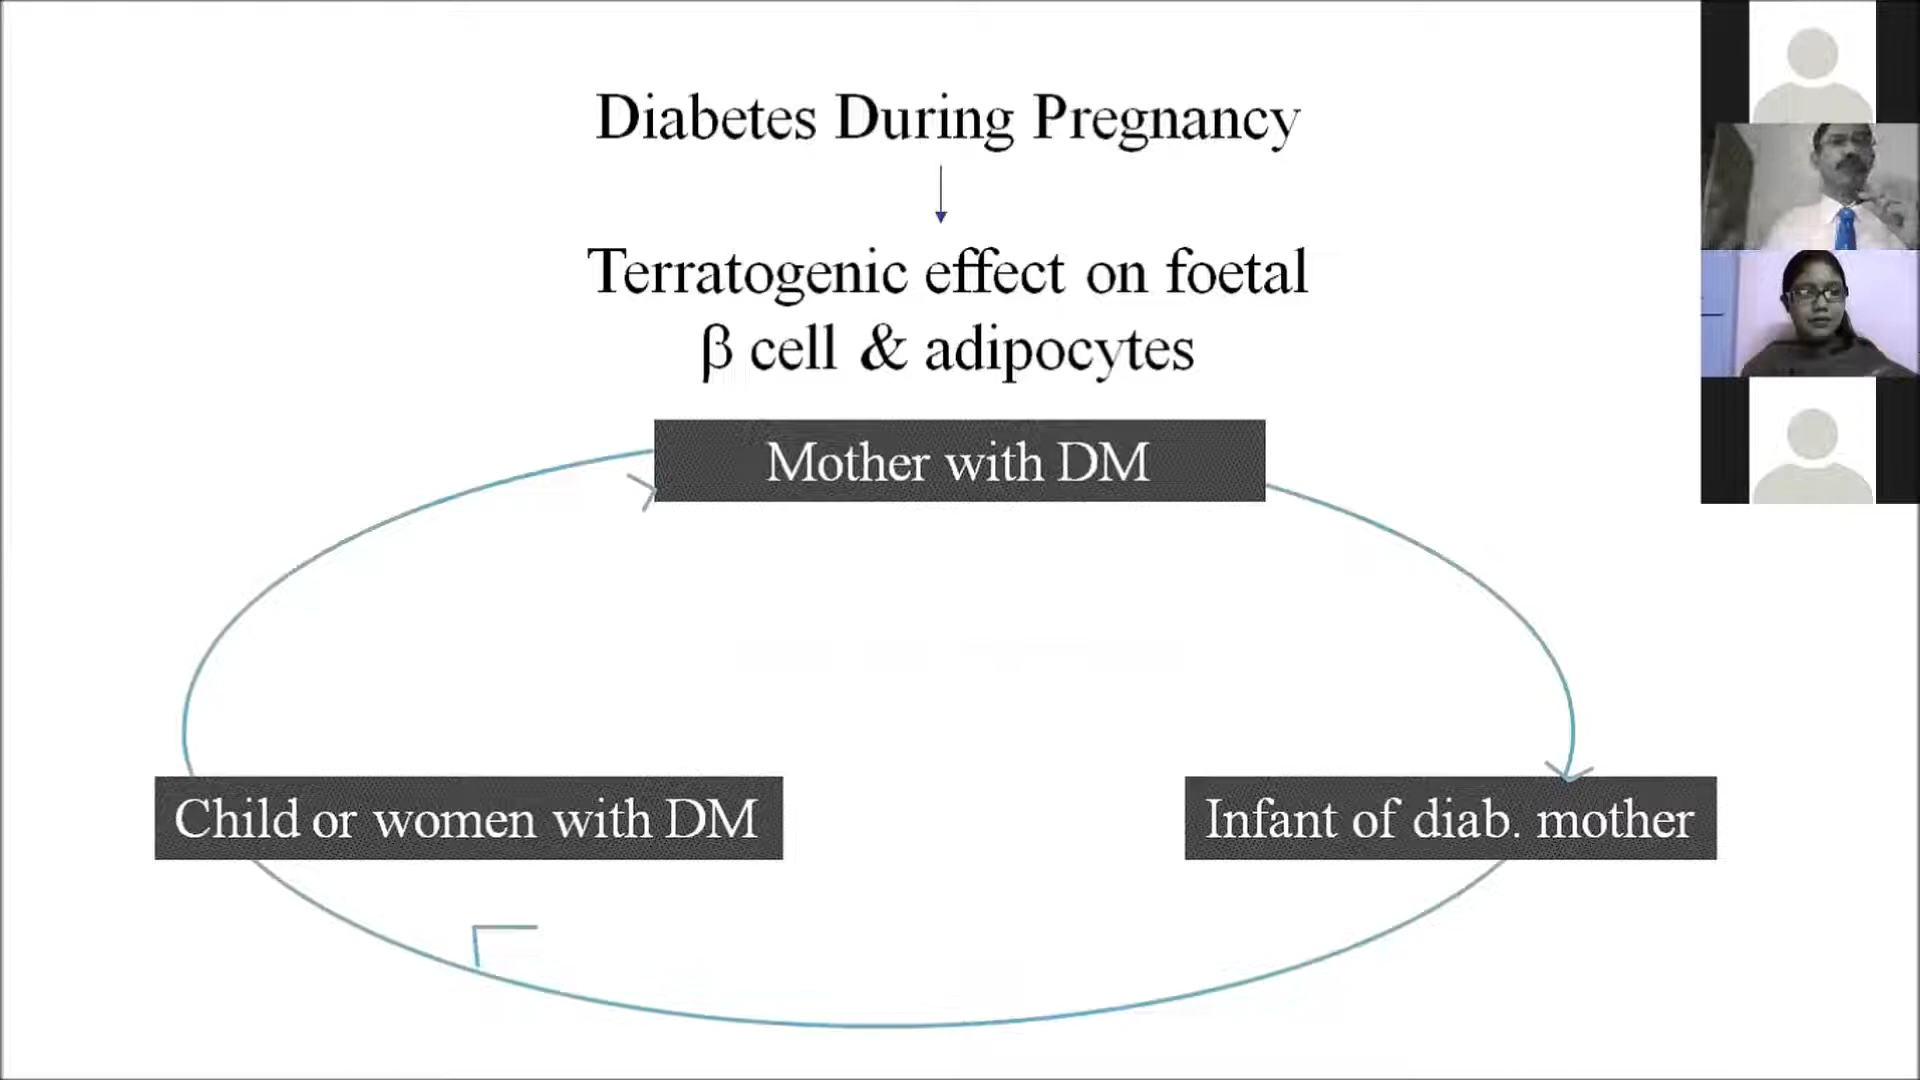 Diabetes During Pregnancy
Terratogenic effect on foetal
β cell & adipocytes
Mother with DM
Child or women with DM
Infant of diab. mother